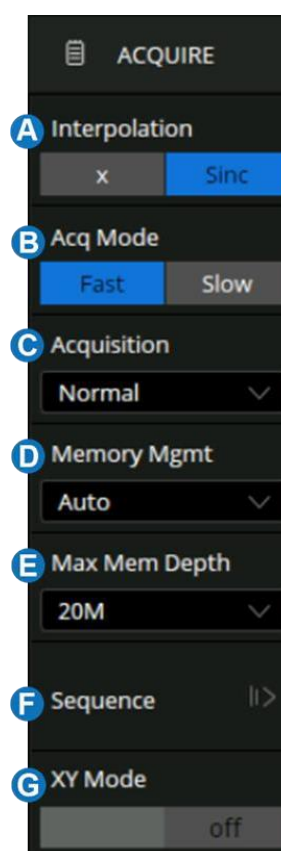 ACQUIRE
A Interpolation
x Sinc
B Acq Mode
Fast Slow
C Acquisition
Normal
D Memory Mgmt
Auto
E Max Mem Depth
20M
F Sequence
G XY Mode
off